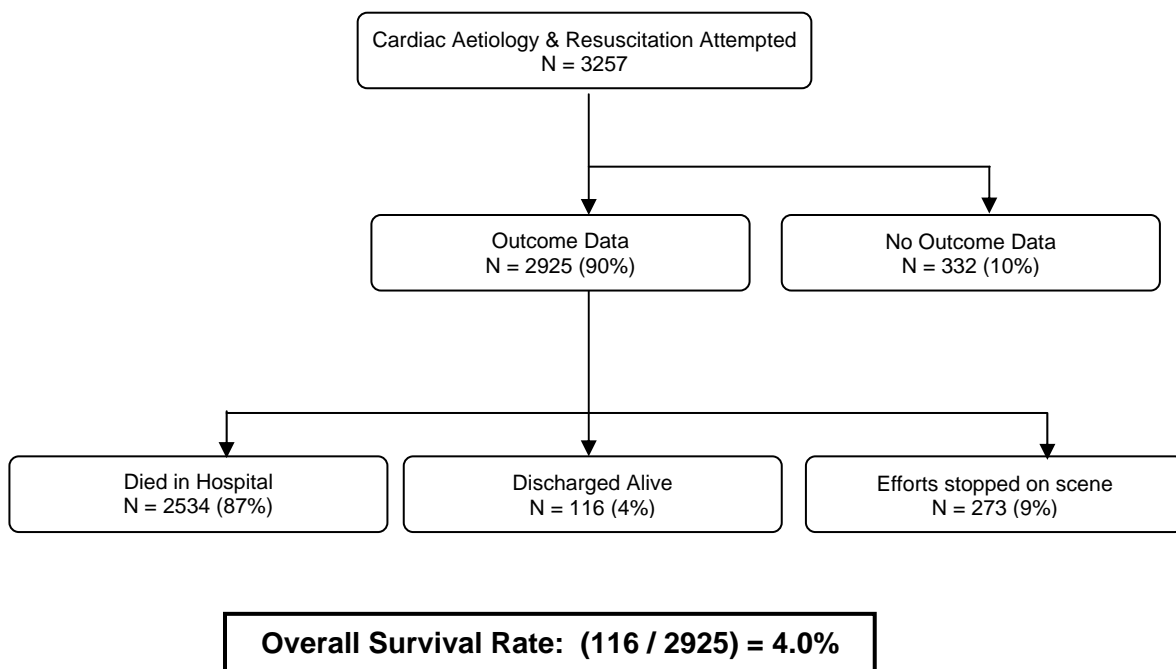 Cardiac Aetiology & Resuscitation Attempted
N = 3257
Outcome Data
N = 2925 (90%)
No Outcome Data
N = 332 (10%)
Died in Hospital
N = 2534 (87%)
Discharged Alive
N = 116 (4%)
Efforts stopped on scene
N = 273 (9%)
Overall Survival Rate:  (116 / 2925) = 4.0%